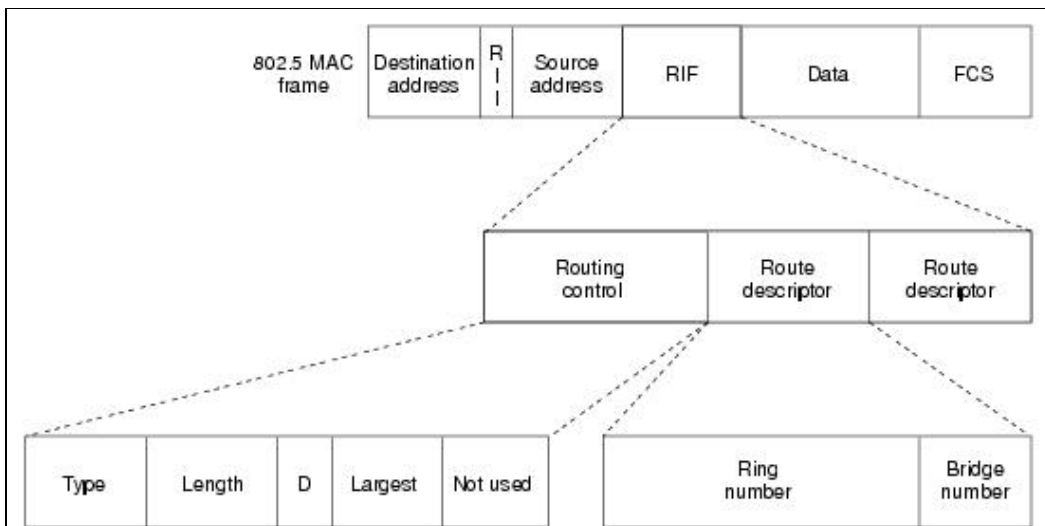 802.5 MAC
frame
Destination
address
R
I
I
Source
address
RIF
Data
FCS
Routing
control
Route
descriptor
Route
descriptor
Type
Length
D
Largest
Not used
Ring
number
Bridge
number